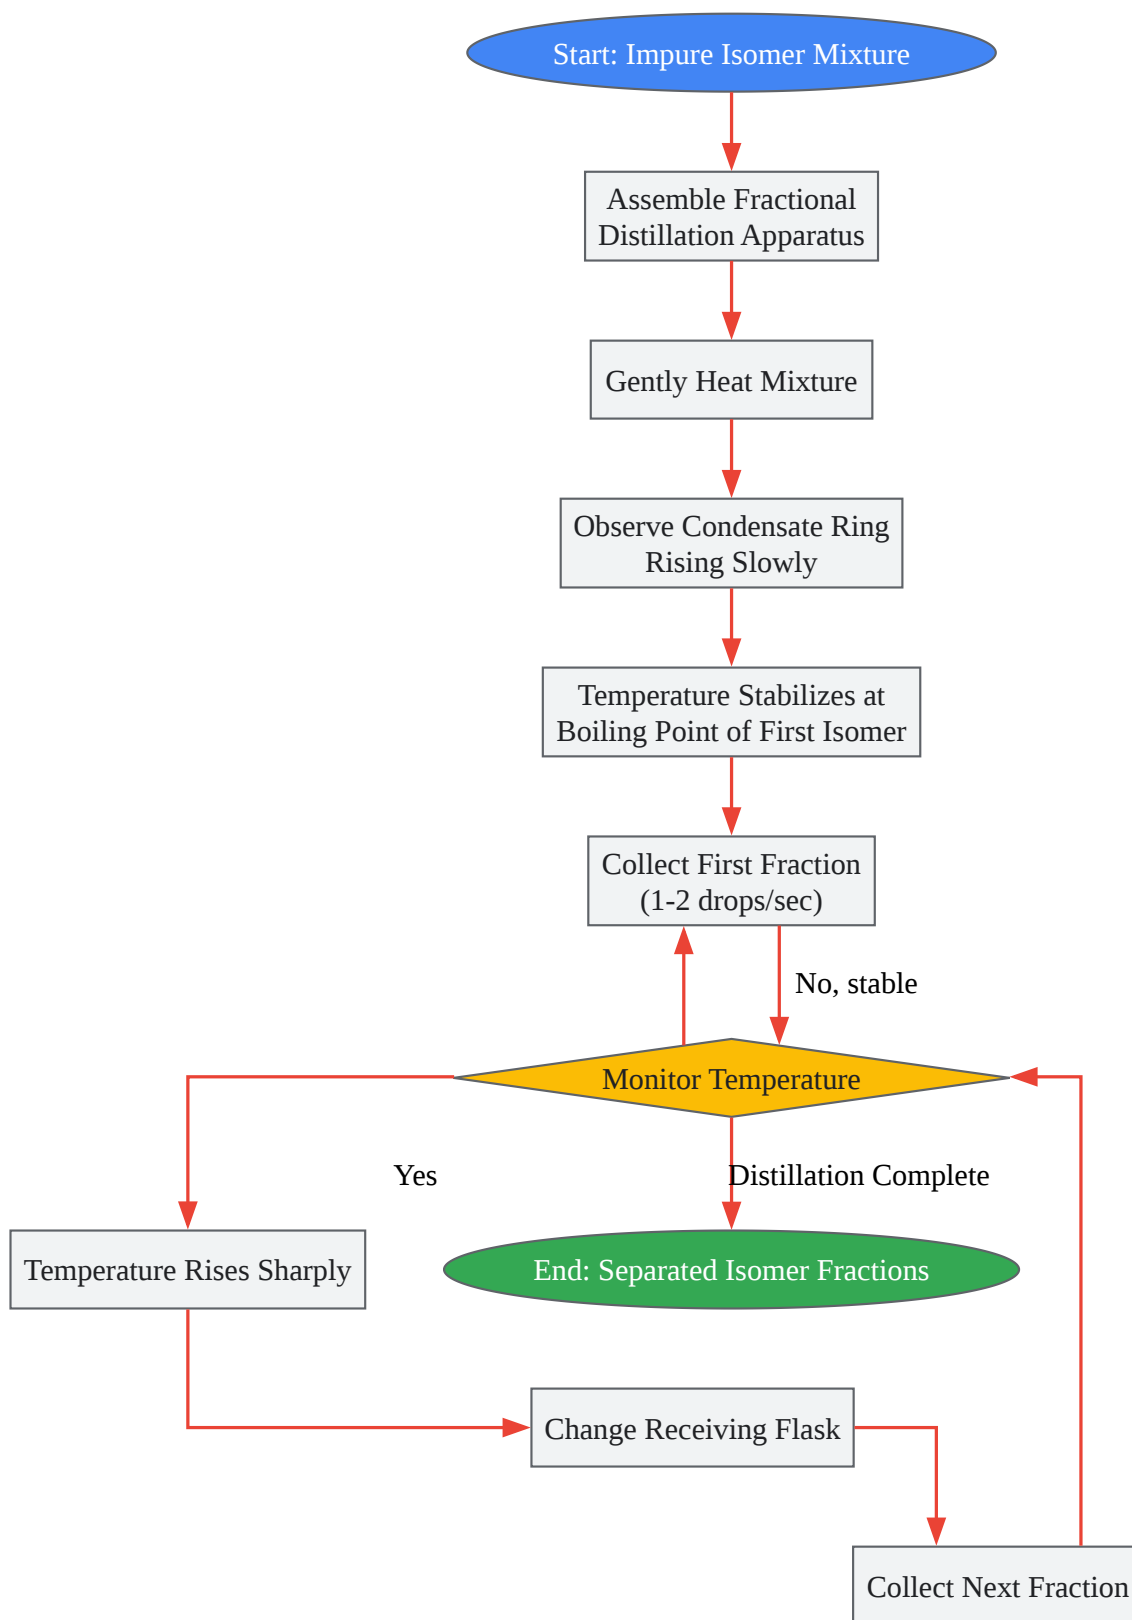 Start: Impure Isomer Mixture
Assemble Fractional
Distillation Apparatus
Gently Heat Mixture
Observe Condensate Ring
Rising Slowly
Temperature Stabilizes at
Boiling Point of First Isomer
Collect First Fraction
(1-2 drops/sec)
No, stable
Monitor Temperature
Yes
Distillation Complete
Temperature Rises Sharply
End: Separated Isomer Fractions
Change Receiving Flask
Collect Next Fraction